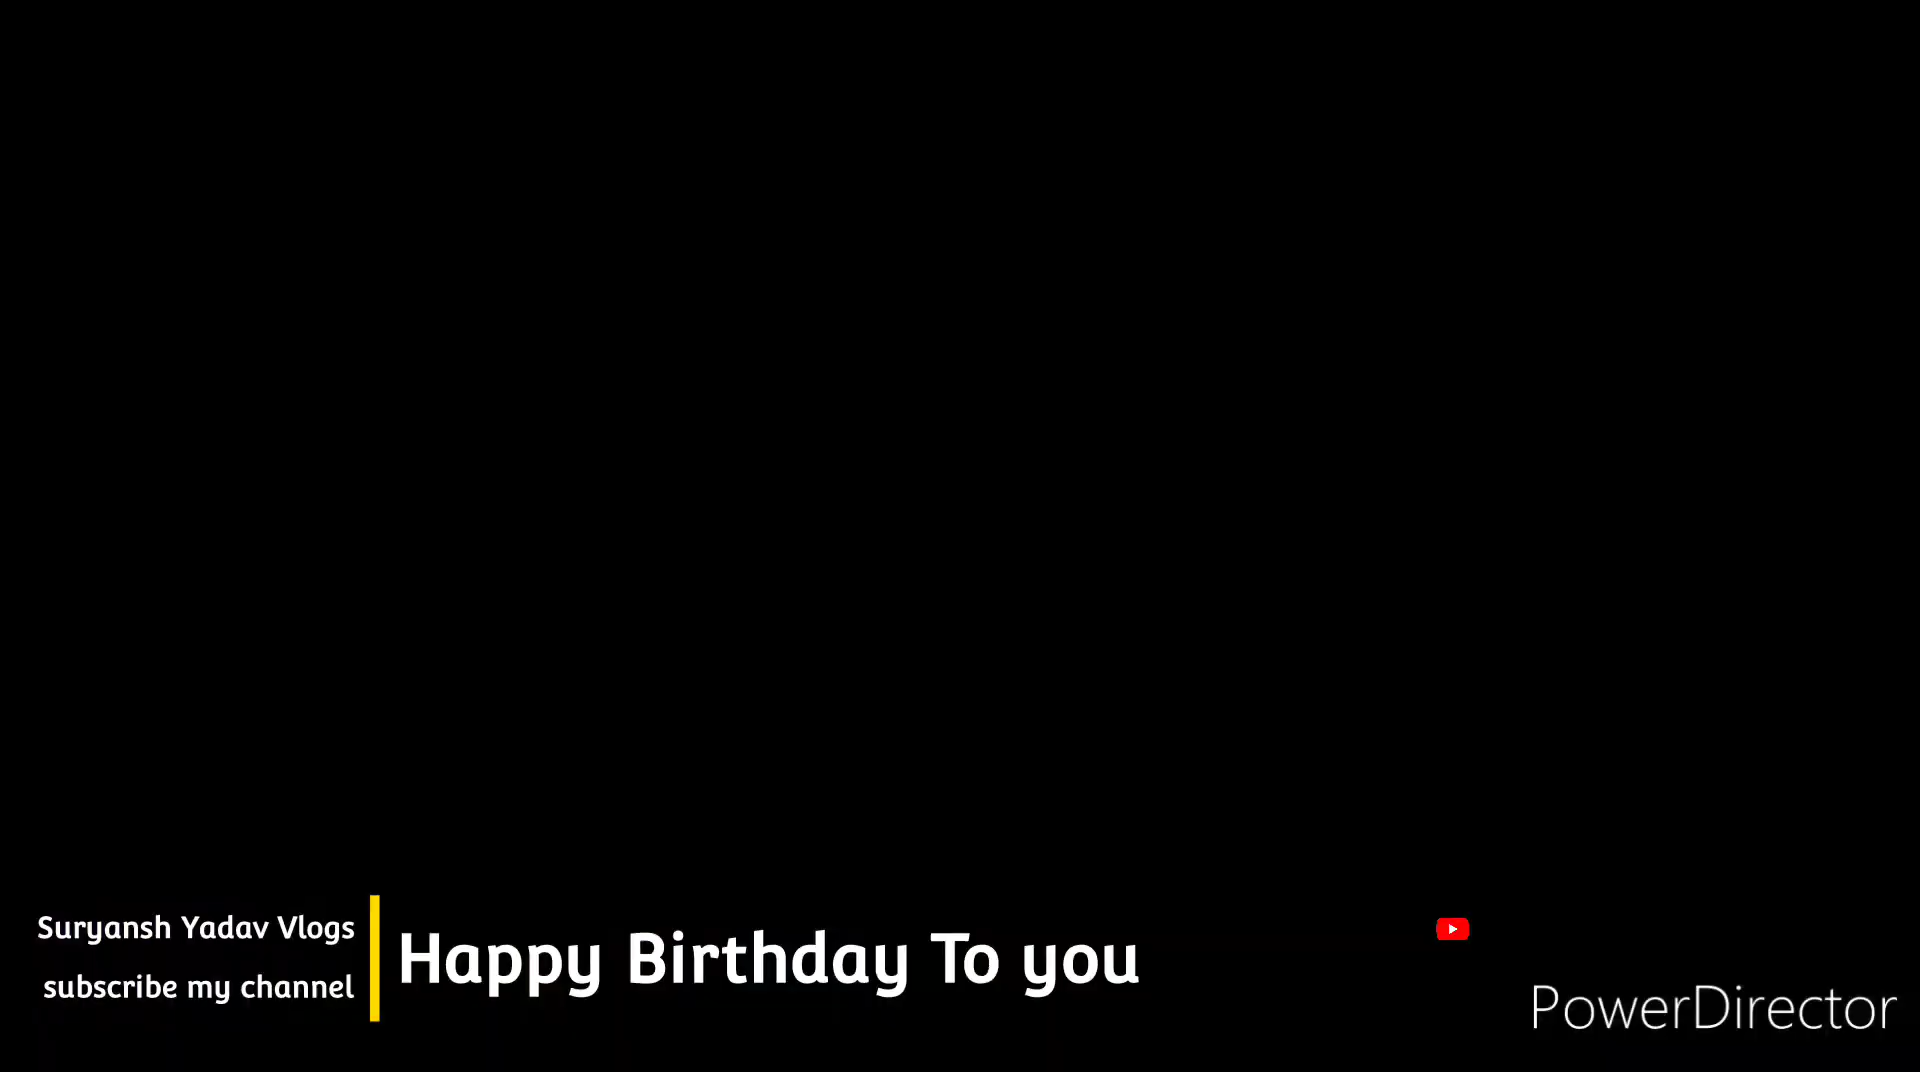 Suryansh Yadav Vlogs
subscribe my channel
Happy Birthday To you
PowerDirector